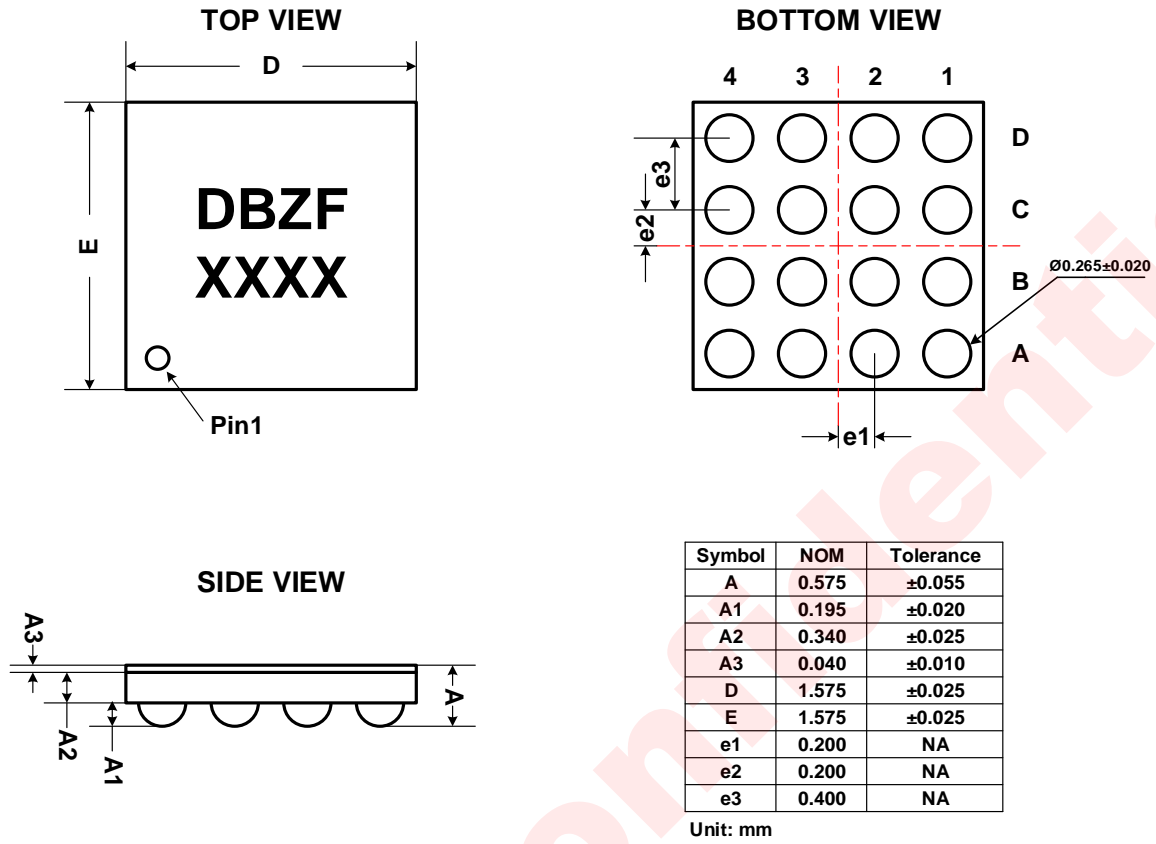 TOP VIEW
D
E
DBZF
XXXX
Pin1
BOTTOM VIEW
4 3 2 1
D
C
B
A
e3
e2
e1
Ø0.265±0.020
SIDE VIEW
A3
A2
A1
A
Symbol NOM Tolerance
A 0.575 ±0.055
A1 0.195 ±0.020
A2 0.340 ±0.025
A3 0.040 ±0.010
D 1.575 ±0.025
E 1.575 ±0.025
e1 0.200 NA
e2 0.200 NA
e3 0.400 NA
Unit: mm
onfidenti